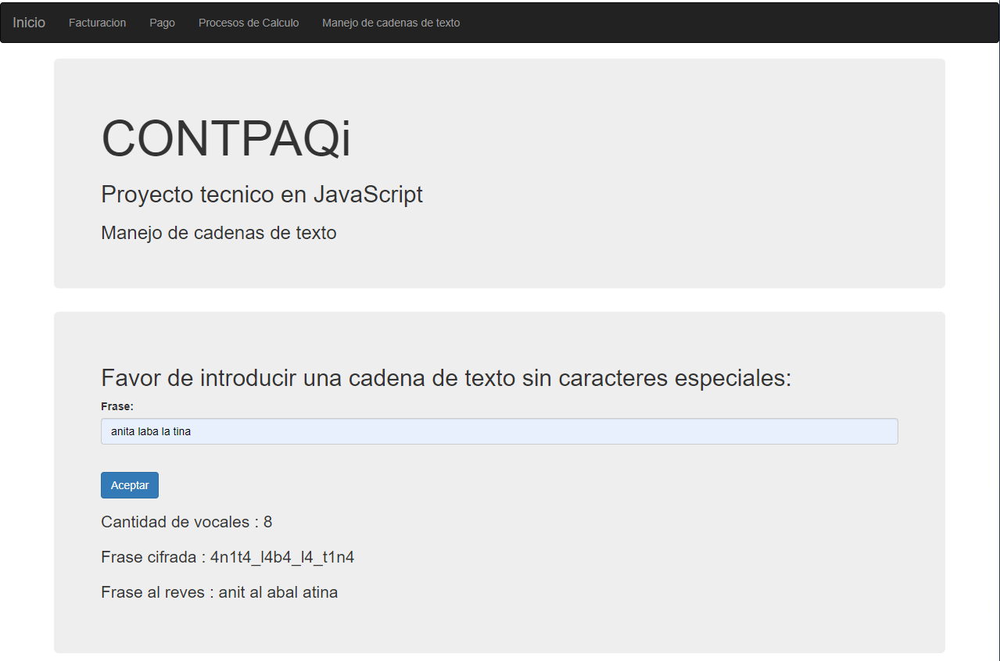 Inicio Facturacion Pago Procesos de Calculo Manejo de cadenas de texto
CONTPAQi
Proyecto tecnico en JavaScript
Manejo de cadenas de texto
Favor de introducir una cadena de texto sin caracteres especiales:
Frase:
anita laba la tina
Aceptar
Cantidad de vocales : 8
Frase cifrada : 4n1t4_l4b4_l4_t1n4
Frase al reves : anit al abal atina